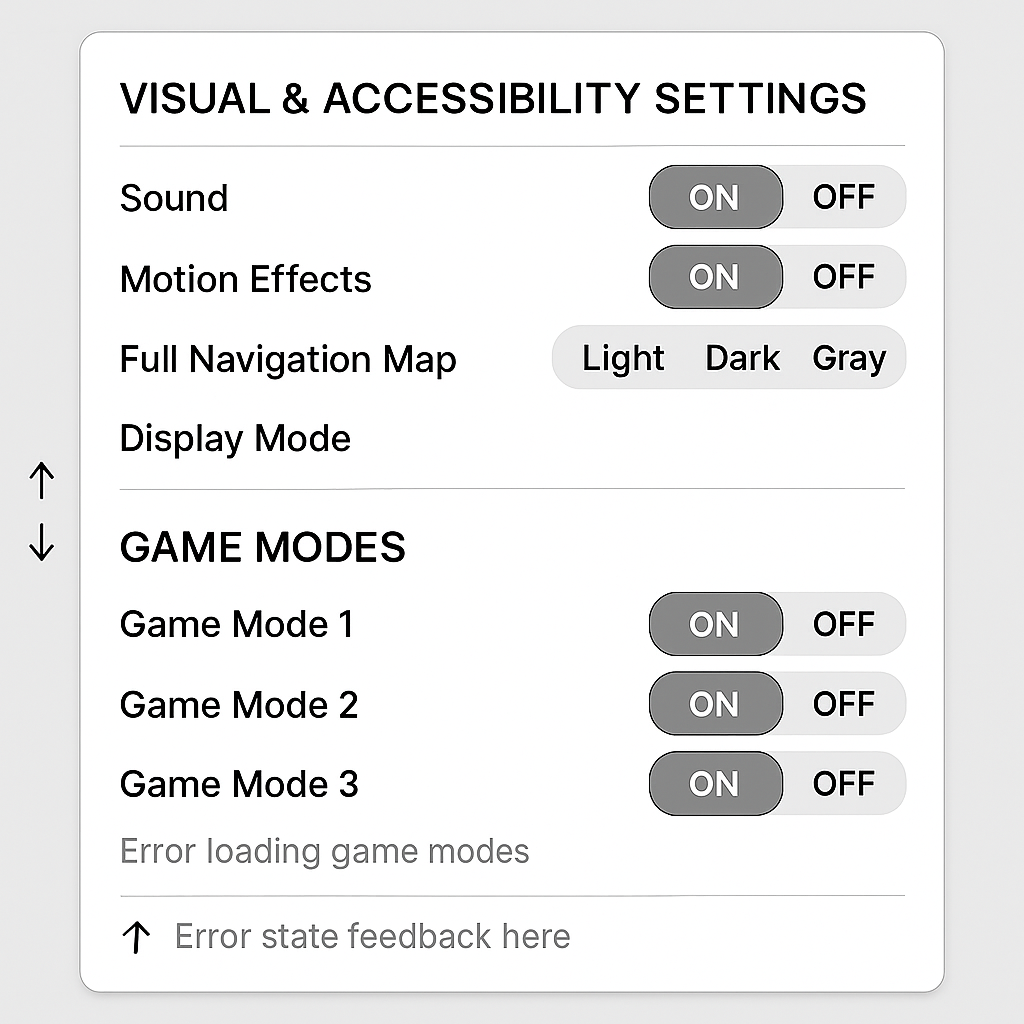 VISUAL & ACCESSIBILITY SETTINGS
Sound ON OFF
Motion Effects ON OFF
Full Navigation Map Light Dark Gray
Display Mode
GAME MODES
Game Mode 1 ON OFF
Game Mode 2 ON OFF
Game Mode 3 ON OFF
Error loading game modes
↑ Error state feedback here